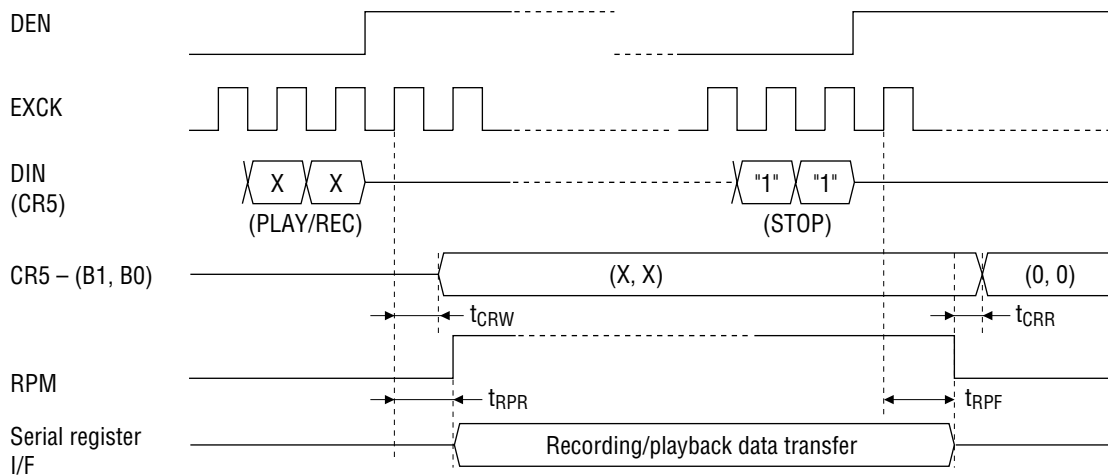 DEN
EXCK
DIN
(CR5)
X X "1" "1"
(PLAY/REC) (STOP)
CR5 – (B1, B0) (X, X) (0, 0)
tCRW tCRR
RPM
tRPR tRPF
Serial register
I/F
Recording/playback data transfer